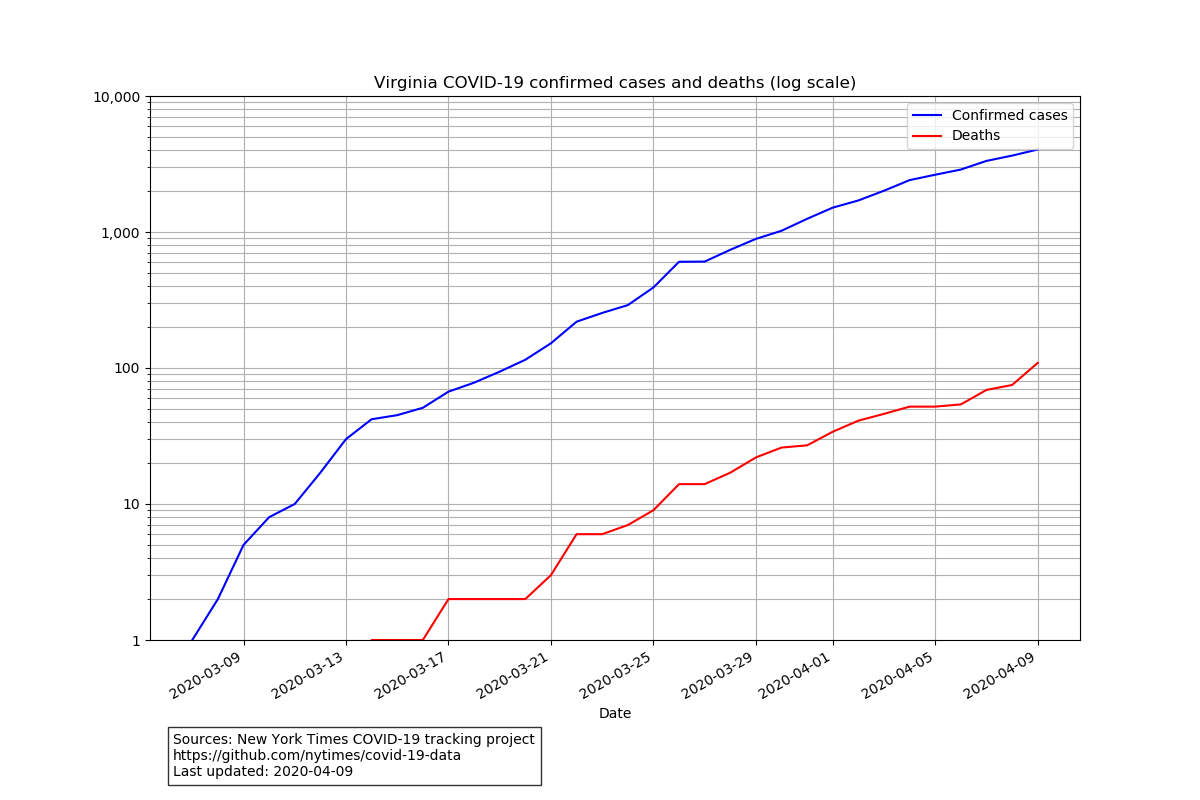 Virginia COVID-19 confirmed cases and deaths (log scale)
10,000
1,000
100
10
1
Confirmed cases
Deaths
2020-03-09
2020-03-13
2020-03-17
2020-03-21
2020-03-25
2020-03-29
2020-04-01
2020-04-05
2020-04-09
Date
Sources: New York Times COVID-19 tracking project
https://github.com/nytimes/covid-19-data
Last updated: 2020-04-09